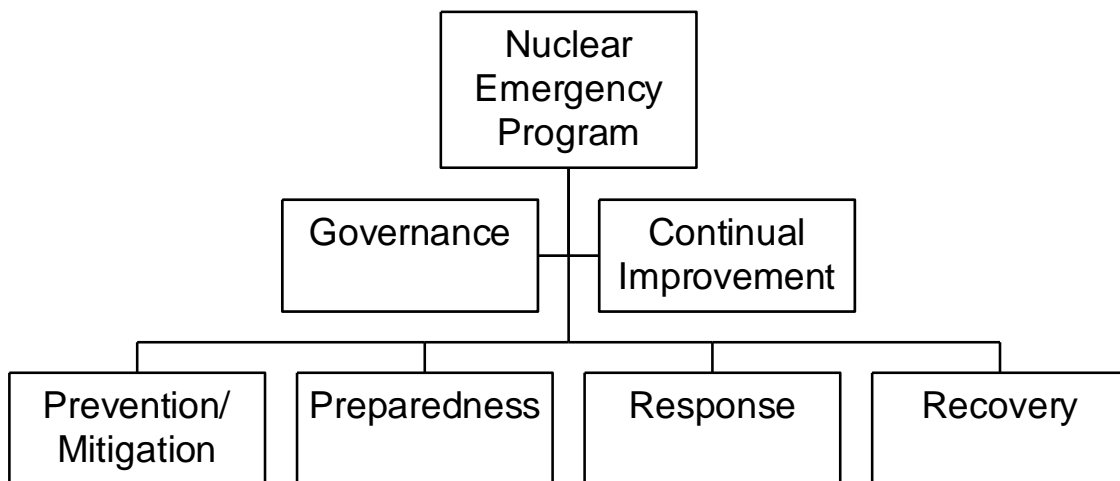 Nuclear
Emergency
Program
Governance
Continual
Improvement
Prevention/
Mitigation
Preparedness
Response
Recovery